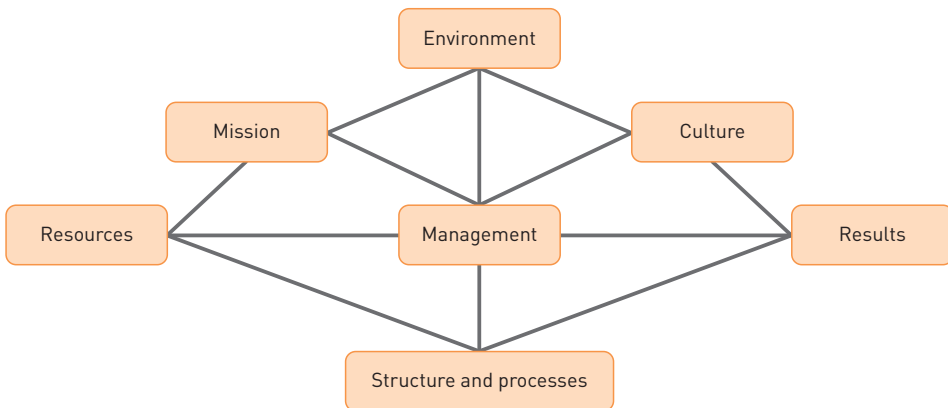 Environment
Mission
Culture
Resources
Management
Results
Structure and processes